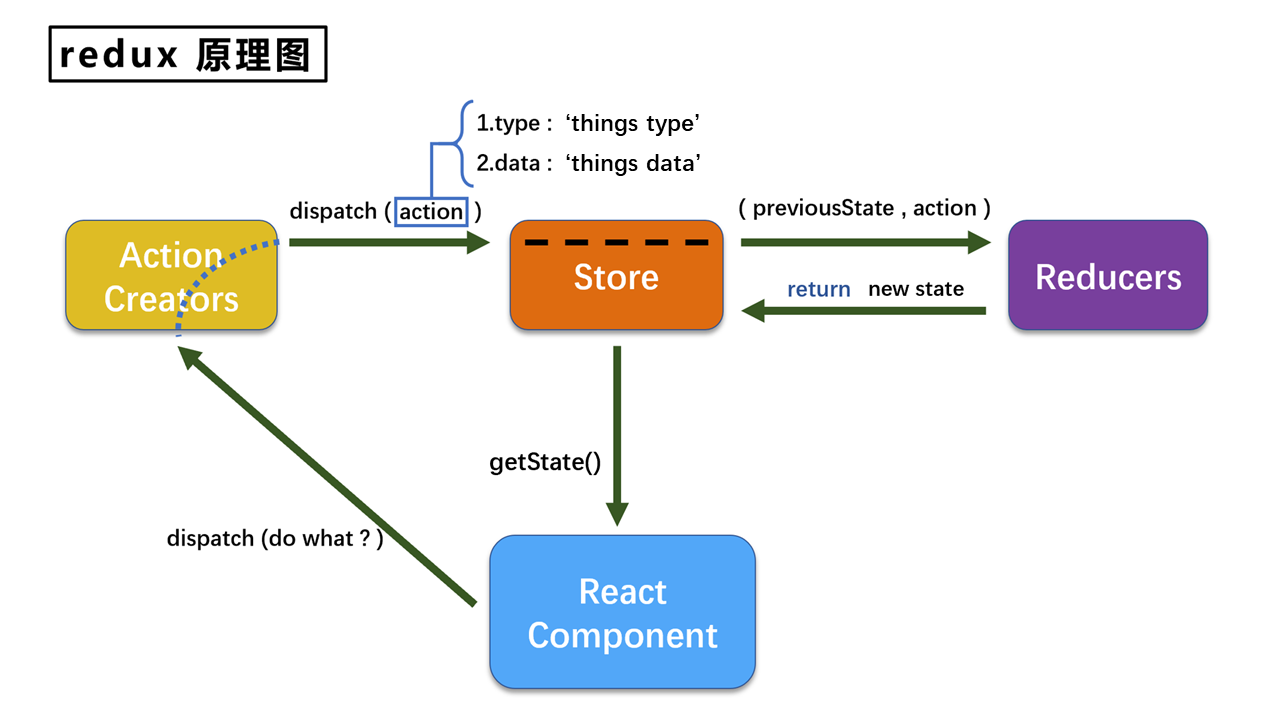 redux 原理图
1.type : ‘things type’
2.data : ‘things data’
dispatch ( action )
( previousState , action )
Action
Creators
Store
Reducers
return new state
getState()
dispatch (do what ? )
React
Component